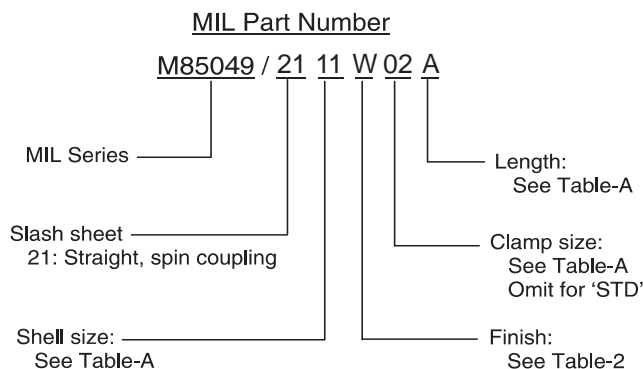 MIL Part Number
M85049 / 21 11 W 02 A
MIL Series
Length:
See Table-A
Slash sheet
21: Straight, spin coupling
Clamp size:
See Table-A
Omit for 'STD'
Shell size:
See Table-A
Finish:
See Table-2